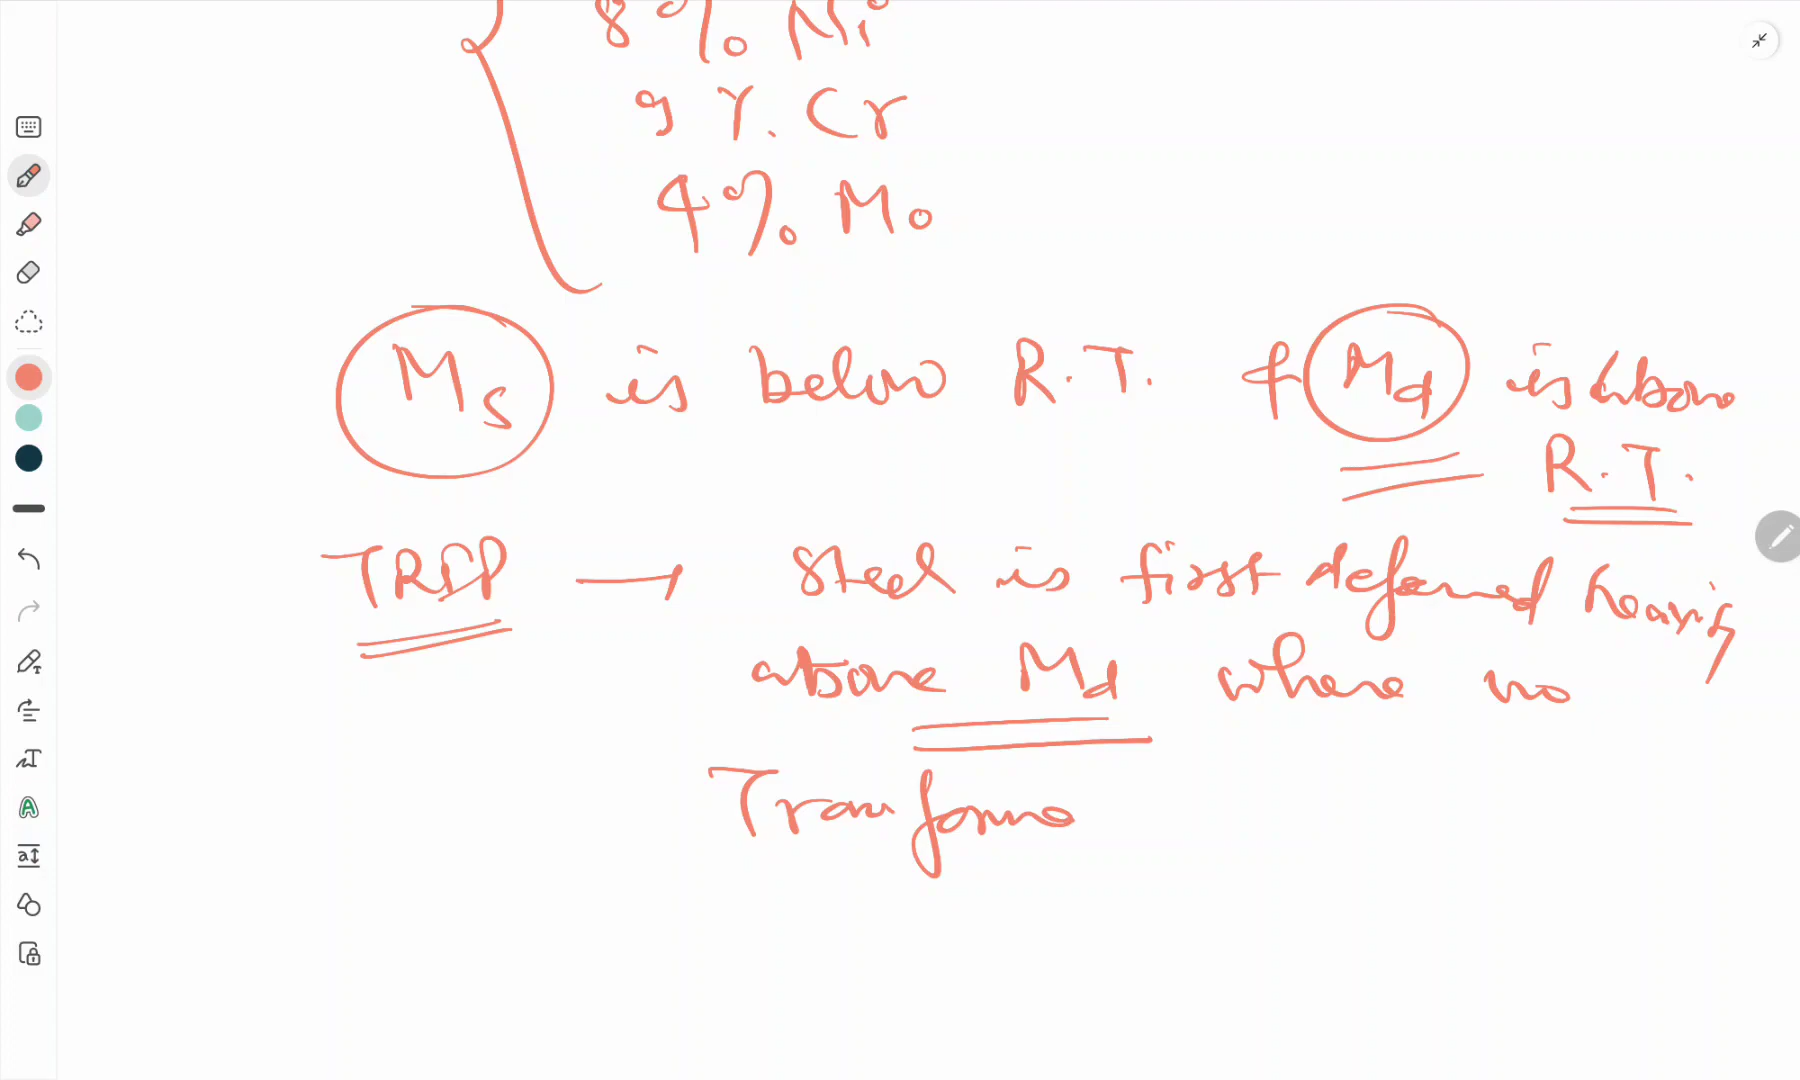 8% Ni
9 %. Cr
4% Mo
Ms is below R.T. & Md is above
R.T.
TRIP → Steel is first deformed heavily
above Md where no
Transforma